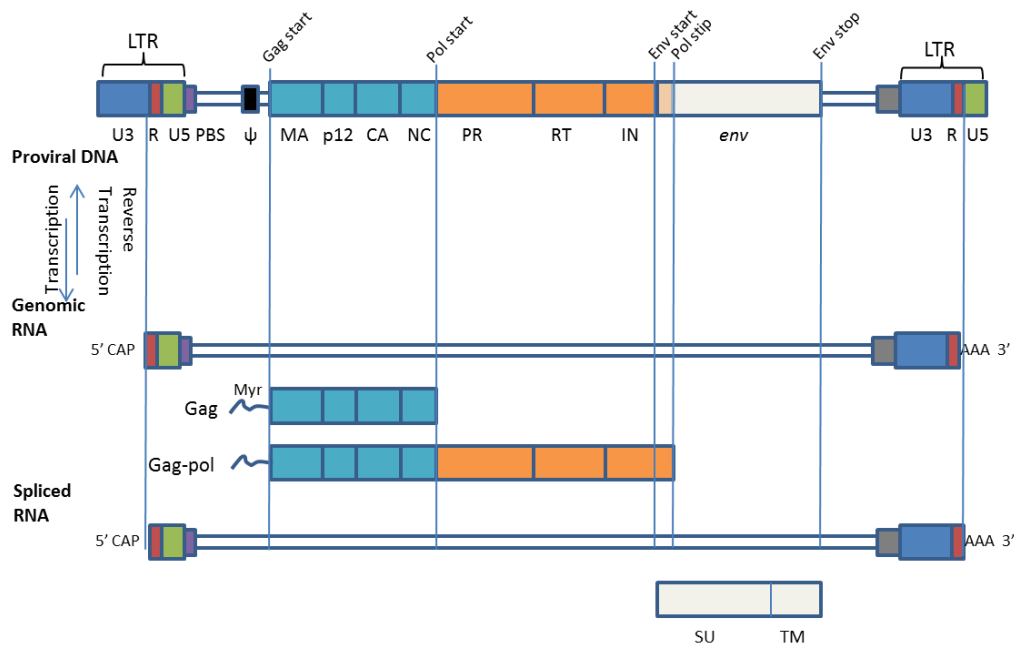 LTR
Gag start
Pol start
Env start
Pol stip
Env stop
LTR
U3 R U5 PBS ψ MA p12 CA NC PR RT IN env U3 R U5
Proviral DNA
Transcription
Reverse
Transcription
Genomic
RNA
5’ CAP AAA 3’
Myr
Gag
Gag-pol
Spliced
RNA
5’ CAP AAA 3’
SU TM